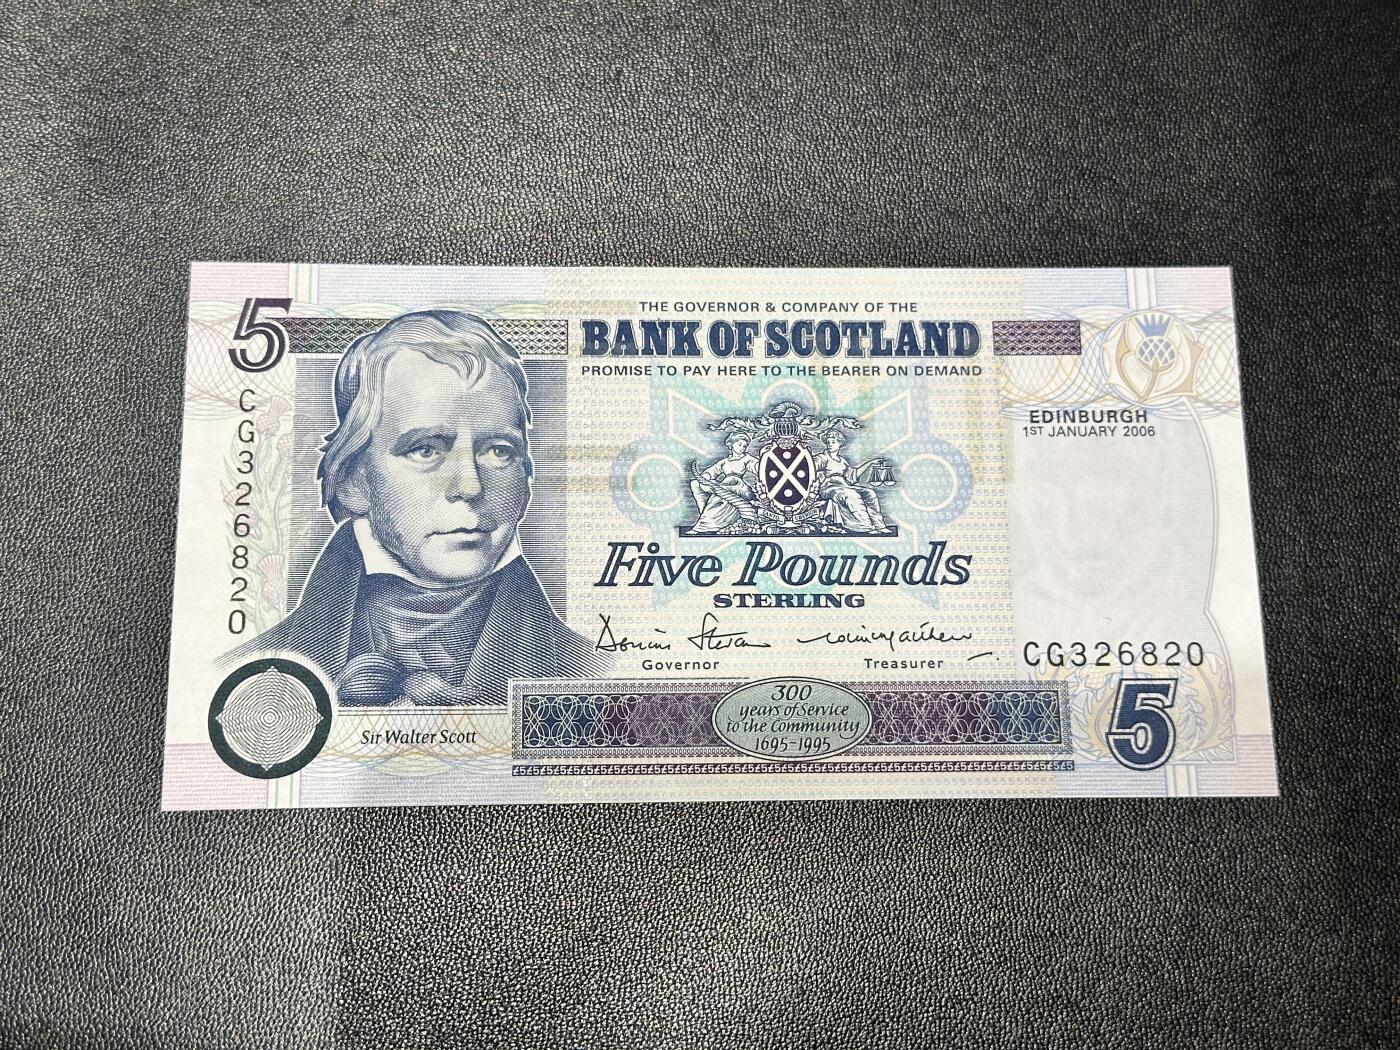 5
CG326820
THE GOVERNOR & COMPANY OF THE
BANK OF SCOTLAND
PROMISE TO PAY HERE TO THE BEARER ON DEMAND
EDINBURGH
1ST JANUARY 2006
Five Pounds
STERLING
Governor
Treasurer
CG326820
5
Sir Walter Scott
300
years of Service
to the Community
1695-1995